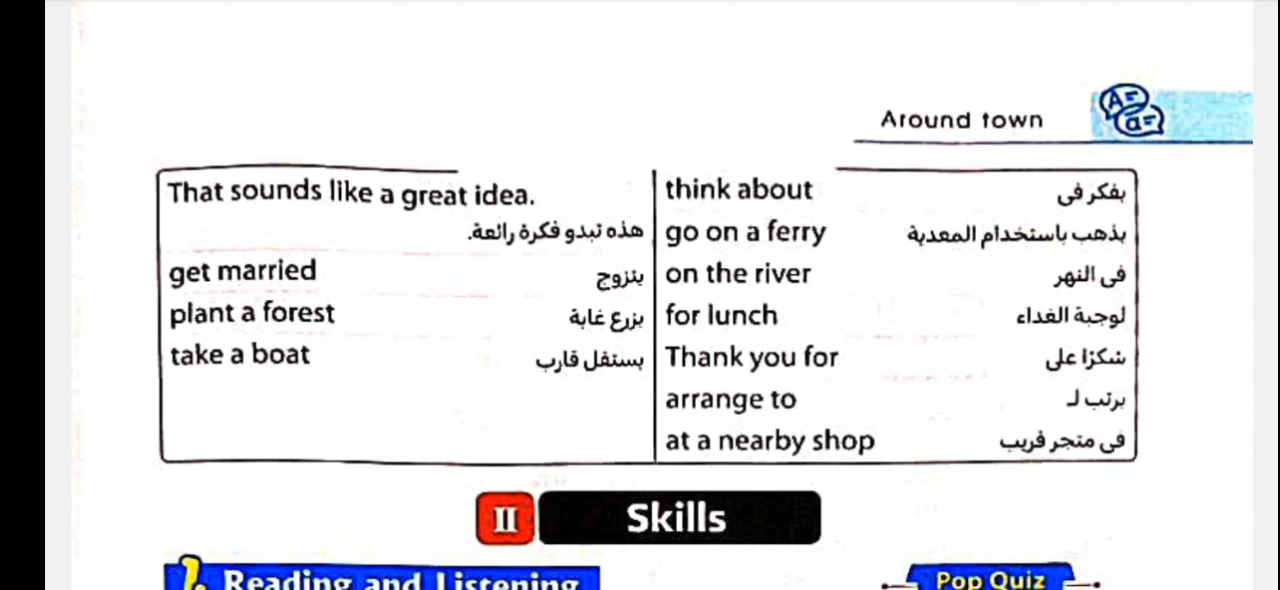 Around town
That sounds like a great idea.
هذه تبدو فكرة رائعة.
get married يتزوج
plant a forest يزرع غابة
take a boat يستقل قارب
think about يفكر فى
go on a ferry يذهب باستخدام المعدية
on the river فى النهر
for lunch لوجبة الغداء
Thank you for شكرًا على
arrange to يرتب لـ
at a nearby shop فى متجر قريب
II Skills
Reading and Listening
Pop Quiz